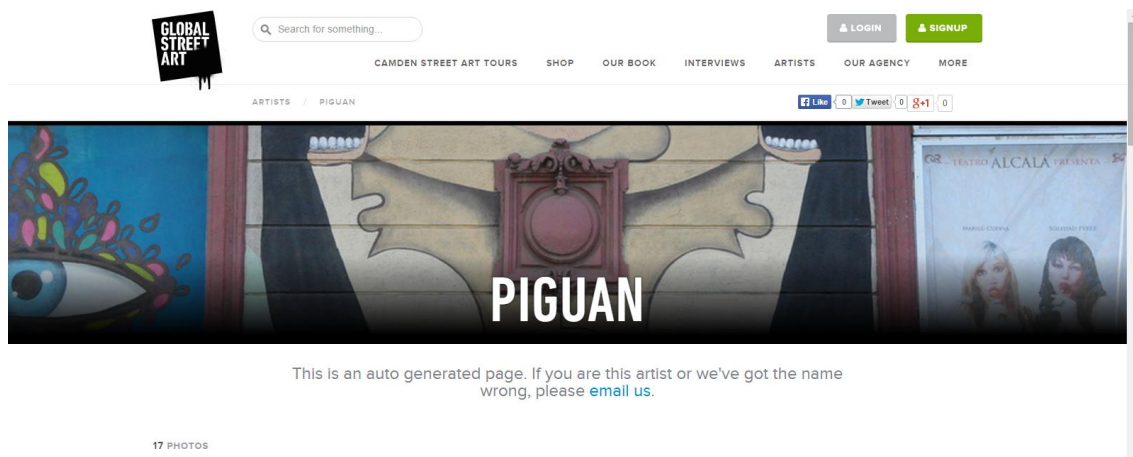 GLOBAL
STREET
ART
Search for something...
LOGIN
SIGNUP
CAMDEN STREET ART TOURS SHOP OUR BOOK INTERVIEWS ARTISTS OUR AGENCY MORE
ARTISTS / PIGUAN
Like 0 Tweet 0 g+1 0
TEATRO ALCALÁ PRESENTA
PIGUAN
This is an auto generated page. If you are this artist or we've got the name
wrong, please email us.
17 PHOTOS